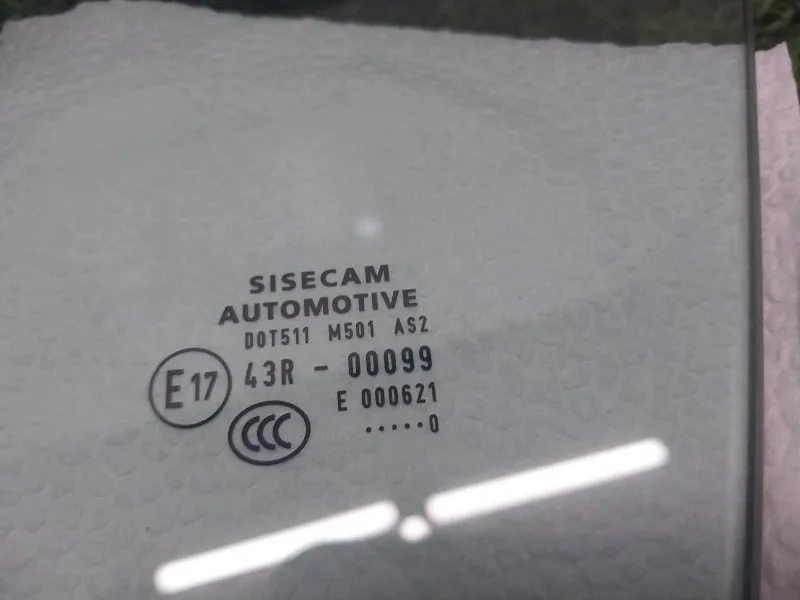 SISECAM
AUTOMOTIVE
DOT511 M501 AS2
E17 43R - 00099
E 000621
CCC .....0